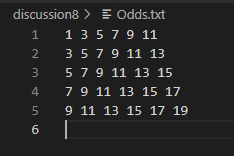 discussion8 > Odds.txt
1 1 3 5 7 9 11
2 3 5 7 9 11 13
3 5 7 9 11 13 15
4 7 9 11 13 15 17
5 9 11 13 15 17 19
6